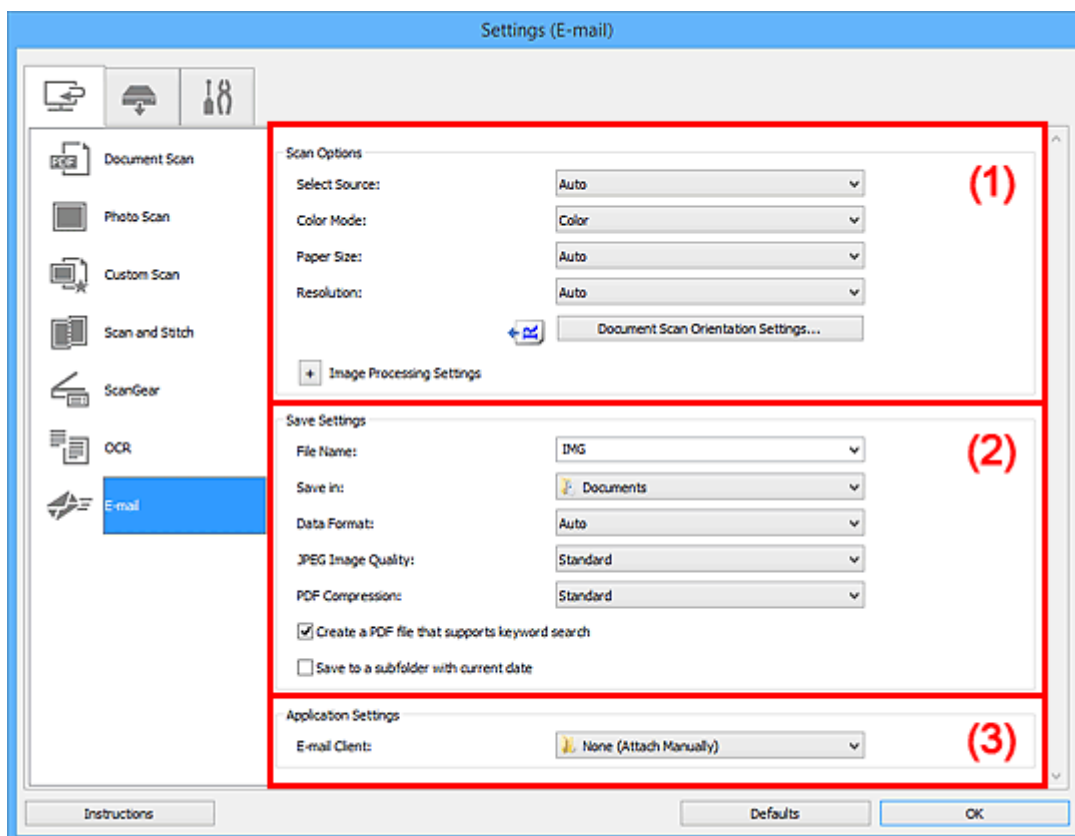 Settings (E-mail)
PDF
Document Scan
Photo Scan
Custom Scan
Scan and Stitch
ScanGear
OCR
E-mail
Scan Options
(1)
Select Source: Auto
Color Mode: Color
Paper Size: Auto
Resolution: Auto
R Document Scan Orientation Settings...
+ Image Processing Settings
Save Settings
(2)
File Name: IMG
Save in: Documents
Data Format: Auto
JPEG Image Quality: Standard
PDF Compression: Standard
Create a PDF file that supports keyword search
Save to a subfolder with current date
Application Settings
(3)
E-mail Client: None (Attach Manually)
Instructions Defaults OK